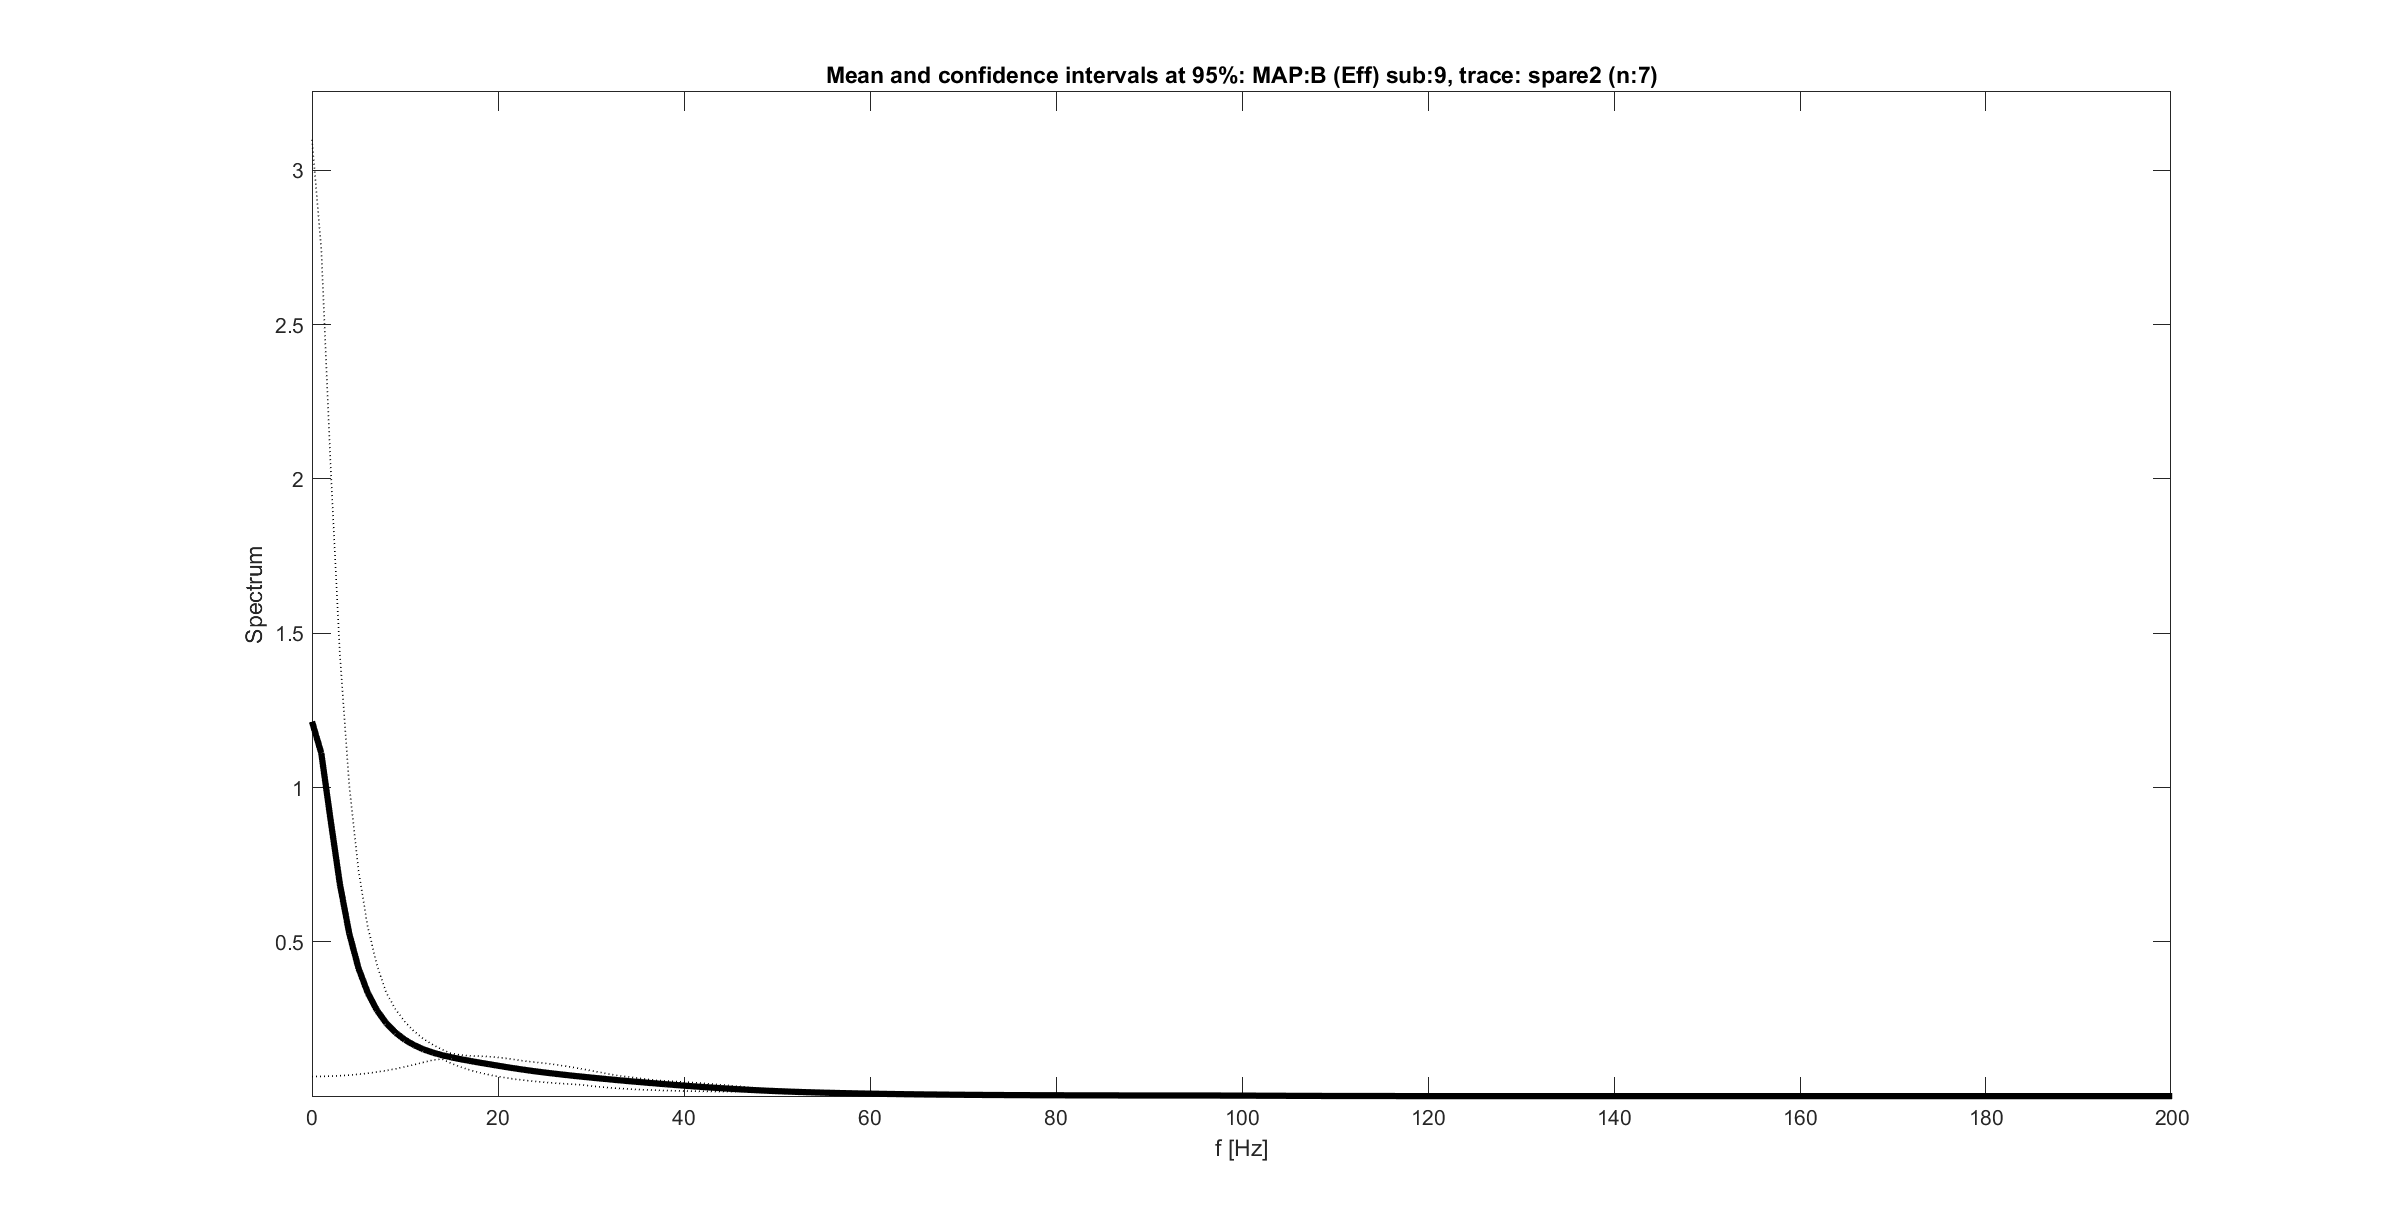 Mean and confidence intervals at 95%: MAP:B (Eff) sub:9, trace: spare2 (n:7)
3
2.5
2
1.5
1
0.5
Spectrum
0 20 40 60 80 100 120 140 160 180 200
f [Hz]